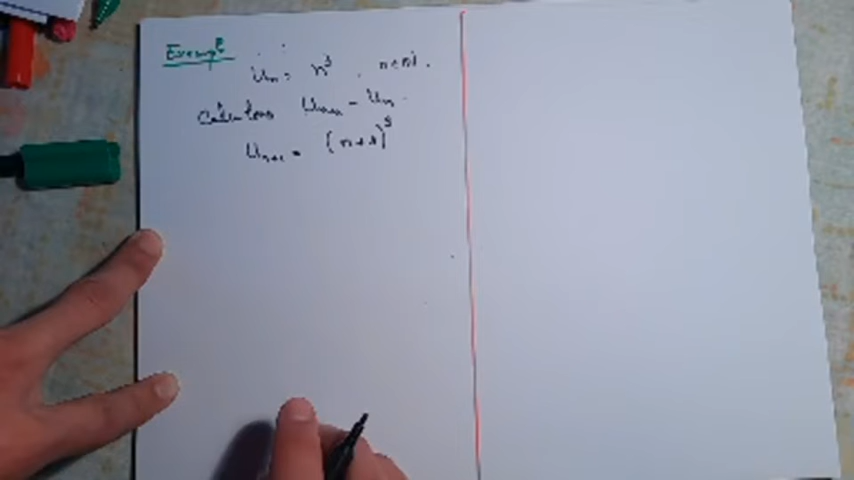 Exemple
Un = n³, n ∈ ℕ.
Calculons Un+1 - Un.
Un+1 = (n+1)³